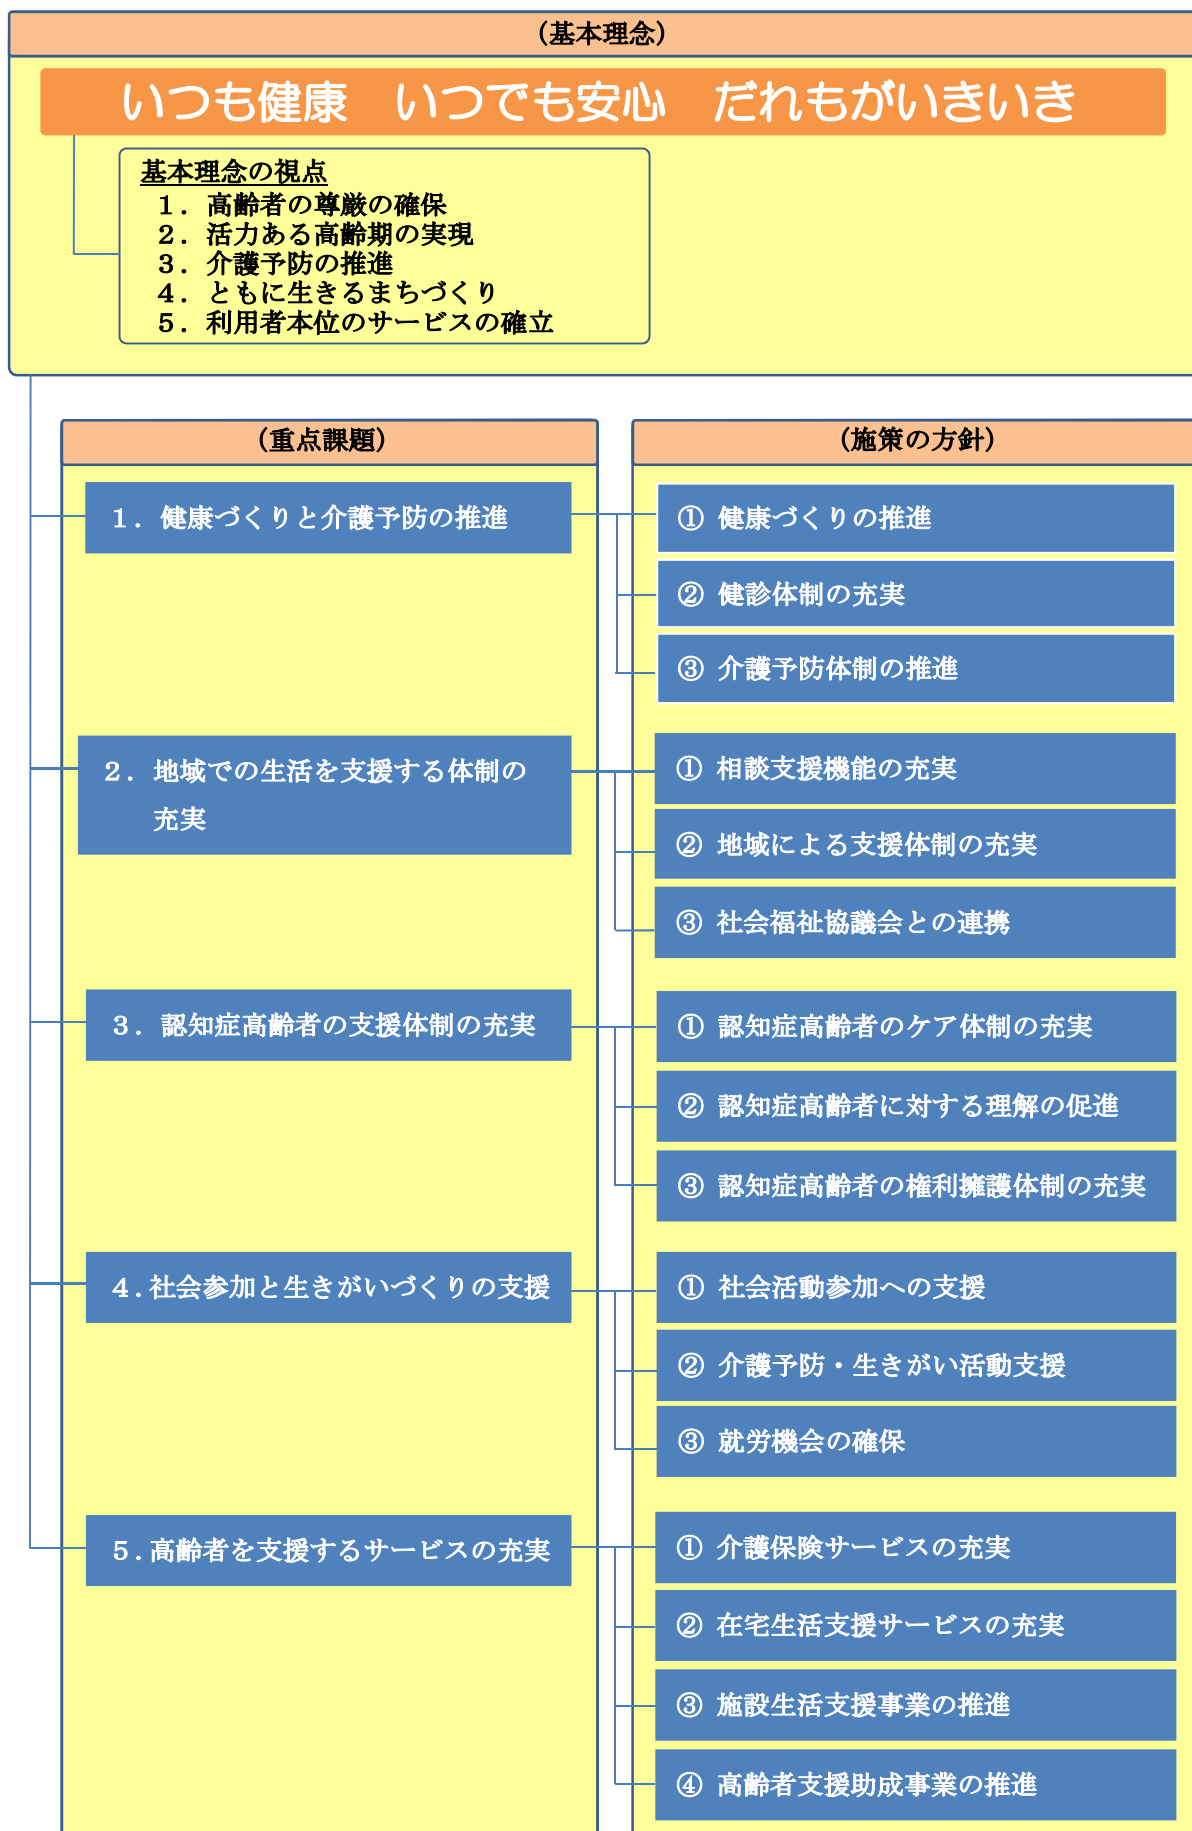 （基本理念）
いつも健康　いつでも安心　だれもがいきいき
基本理念の視点
１．高齢者の尊厳の確保
２．活力ある高齢期の実現
３．介護予防の推進
４．ともに生きるまちづくり
５．利用者本位のサービスの確立
（重点課題）
（施策の方針）
１．健康づくりと介護予防の推進
① 健康づくりの推進
② 健診体制の充実
③ 介護予防体制の推進
２．地域での生活を支援する体制の
充実
① 相談支援機能の充実
② 地域による支援体制の充実
③ 社会福祉協議会との連携
３．認知症高齢者の支援体制の充実
① 認知症高齢者のケア体制の充実
② 認知症高齢者に対する理解の促進
③ 認知症高齢者の権利擁護体制の充実
４.社会参加と生きがいづくりの支援
① 社会活動参加への支援
② 介護予防・生きがい活動支援
③ 就労機会の確保
５.高齢者を支援するサービスの充実
① 介護保険サービスの充実
② 在宅生活支援サービスの充実
③ 施設生活支援事業の推進
④ 高齢者支援助成事業の推進